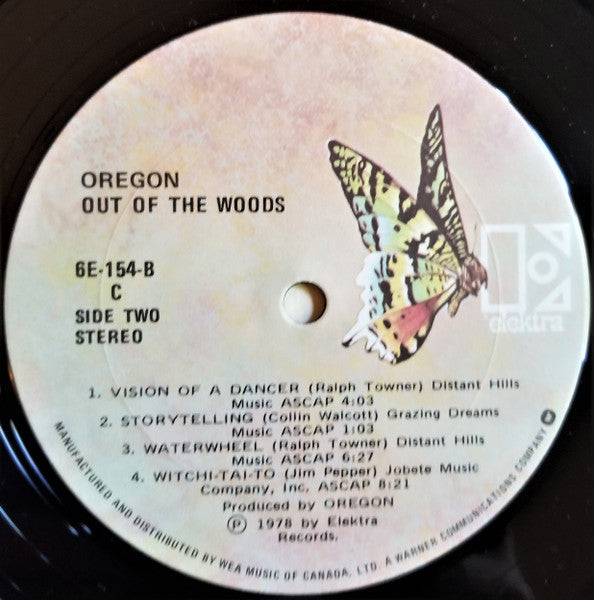 OREGON
OUT OF THE WOODS
6E-154-B
C
SIDE TWO
STEREO
elektra
1. VISION OF A DANCER (Ralph Towner) Distant Hills
Music ASCAP 4:03
2. STORYTELLING (Collin Walcott) Grazing Dreams
Music ASCAP 1:03
3. WATERWHEEL (Ralph Towner) Distant Hills
Music ASCAP 6:27
4. WITCHI-TAI-TO (Jim Pepper) Jobete Music
Company, Inc. ASCAP 8:21
Produced by OREGON
Ⓟ 1978 by Elektra
Records.
MANUFACTURED AND DISTRIBUTED BY WEA MUSIC OF CANADA, LTD. A WARNER COMMUNICATIONS COMPANY